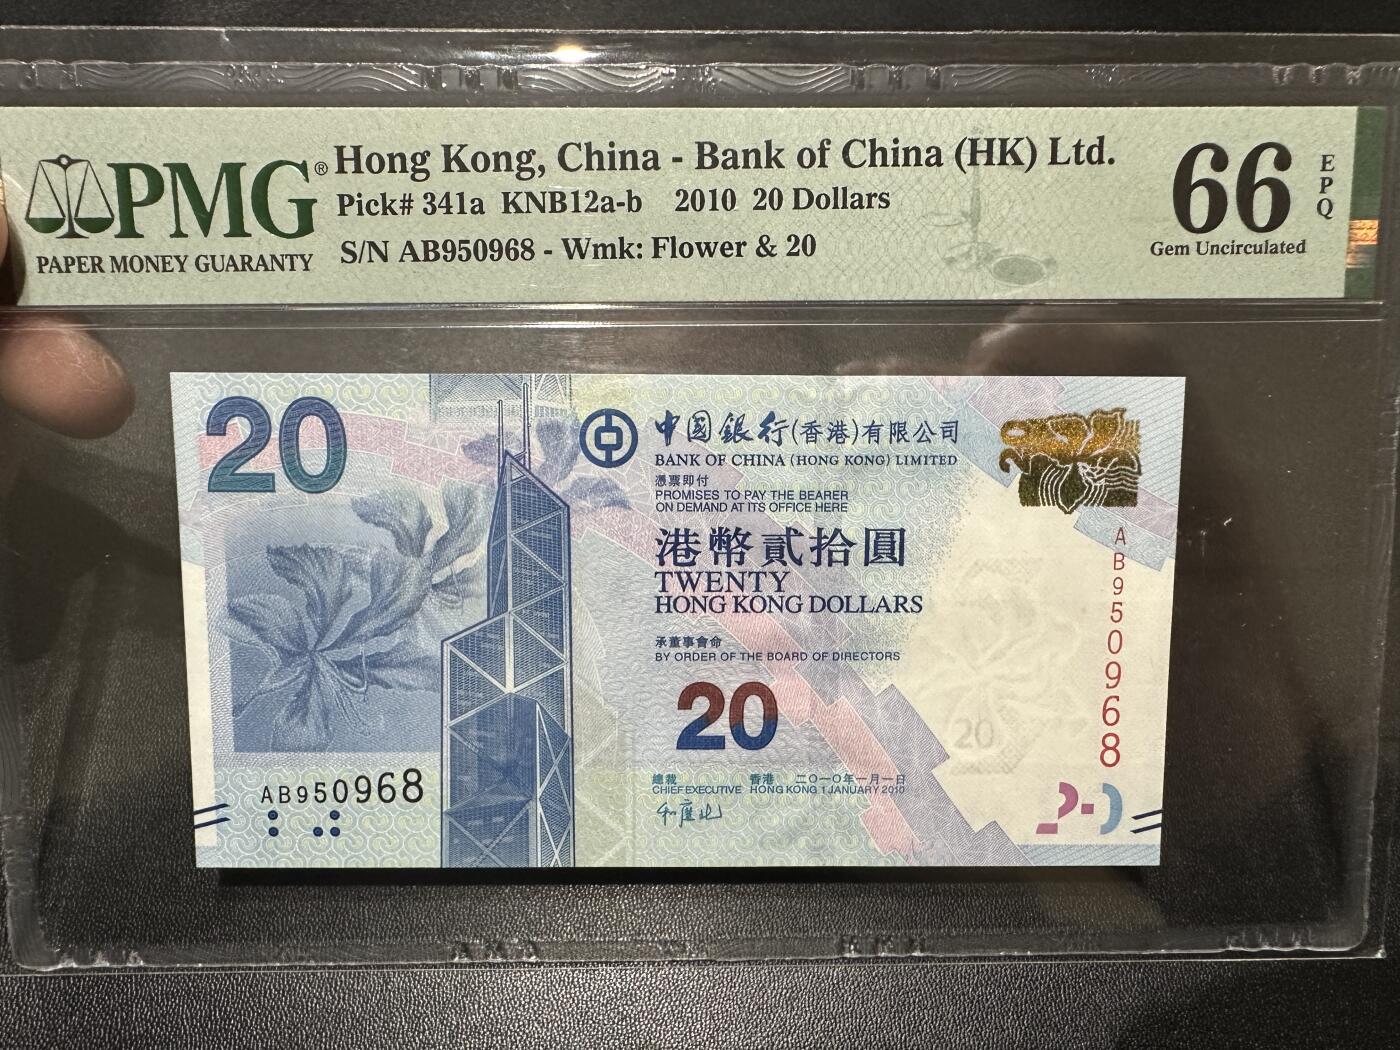 PMG®
PAPER MONEY GUARANTY
Hong Kong, China - Bank of China (HK) Ltd.
Pick# 341a KNB12a-b 2010 20 Dollars
S/N AB950968 - Wmk: Flower & 20
66
EPQ
Gem Uncirculated
20
中國銀行(香港)有限公司
BANK OF CHINA (HONG KONG) LIMITED
憑票即付
PROMISES TO PAY THE BEARER
ON DEMAND AT ITS OFFICE HERE
港幣貳拾圓
TWENTY
HONG KONG DOLLARS
承董事會命
BY ORDER OF THE BOARD OF DIRECTORS
20
總裁 香港 二〇一〇年一月一日
CHIEF EXECUTIVE HONG KONG 1 JANUARY 2010
AB950968
AB950968
20